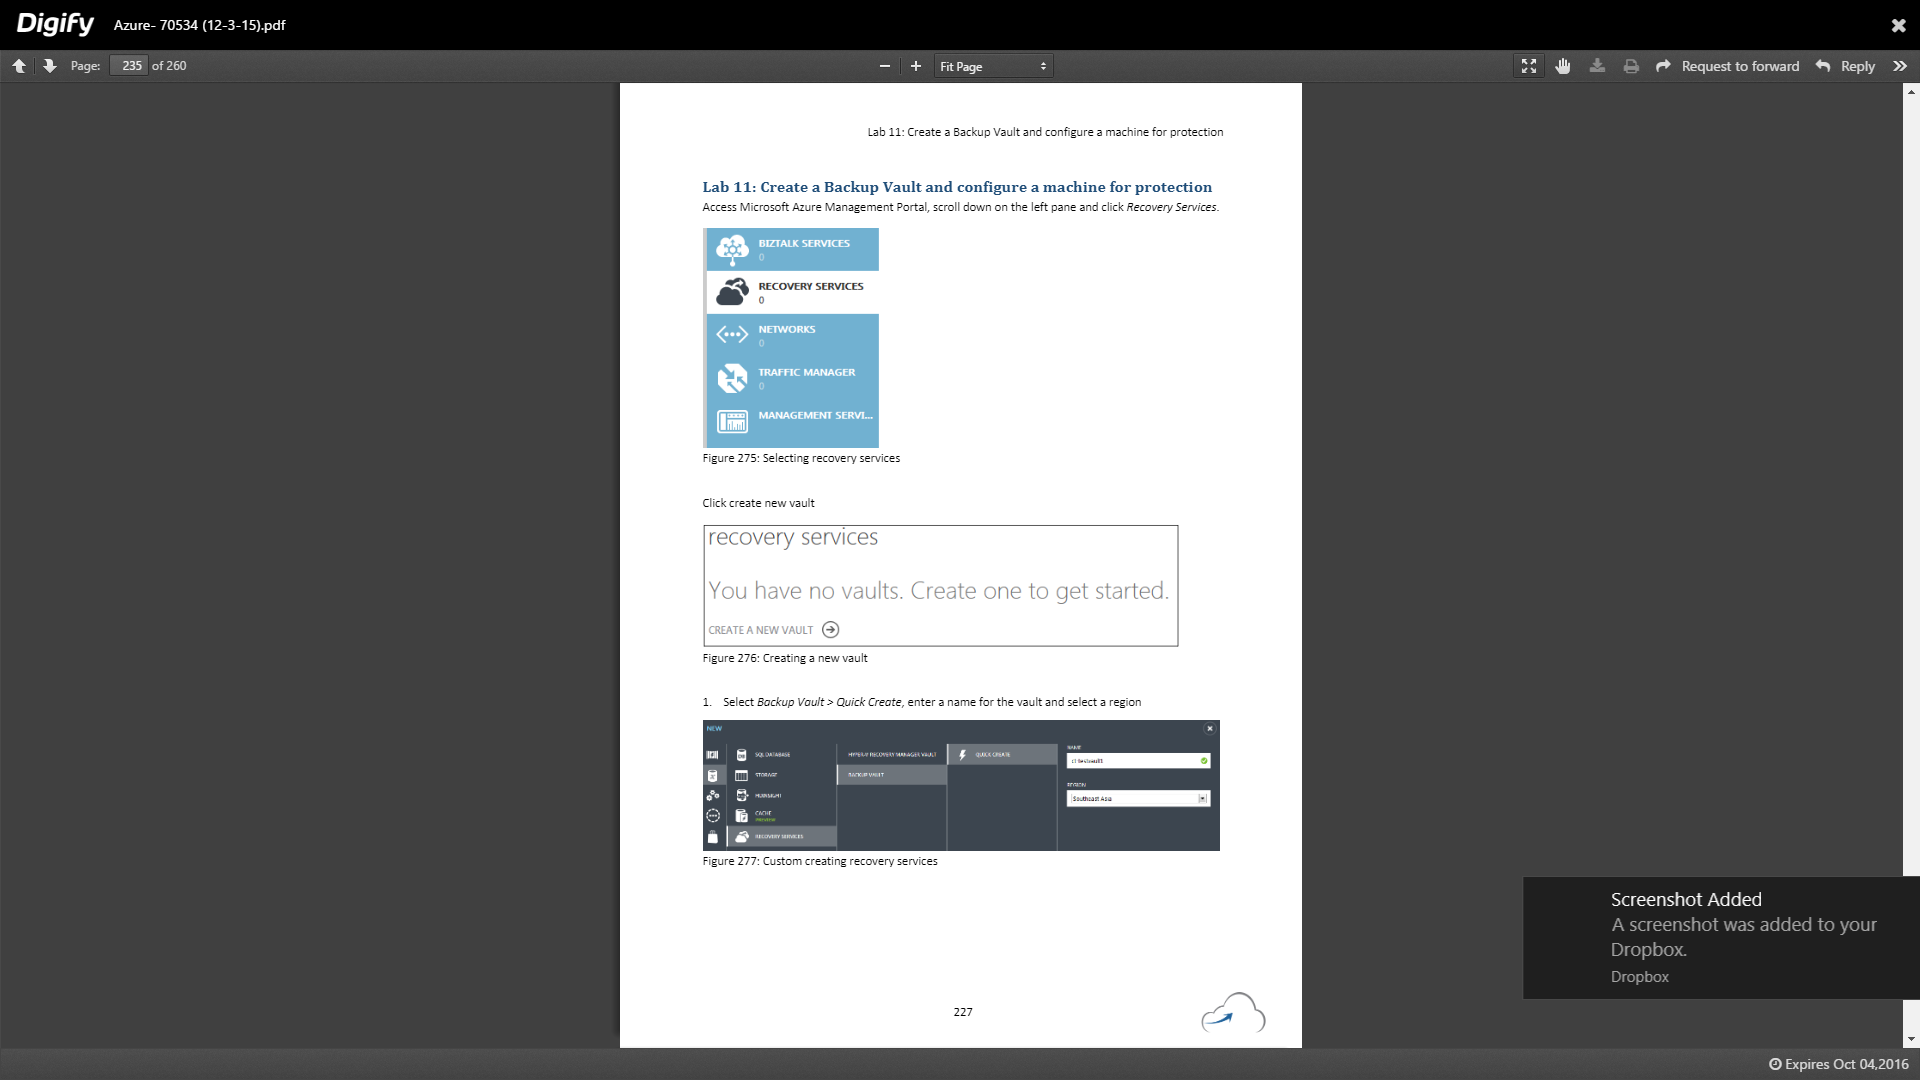 Digify Azure- 70534 (12-3-15).pdf
Page: 235 of 260 Fit Page Request to forward Reply
Lab 11: Create a Backup Vault and configure a machine for protection
Lab 11: Create a Backup Vault and configure a machine for protection
Access Microsoft Azure Management Portal, scroll down on the left pane and click Recovery Services.
BIZTALK SERVICES
0
RECOVERY SERVICES
0
NETWORKS
0
TRAFFIC MANAGER
0
MANAGEMENT SERVI...
Figure 275: Selecting recovery services
Click create new vault
recovery services
You have no vaults. Create one to get started.
CREATE A NEW VAULT
Figure 276: Creating a new vault
1. Select Backup Vault > Quick Create, enter a name for the vault and select a region
NEW
SQL DATABASE HYPER-V RECOVERY MANAGER VAULT QUICK CREATE NAME
STORAGE BACKUP VAULT
HDINSIGHT REGION
CACHE Southeast Asia
PREVIEW
RECOVERY SERVICES
Figure 277: Custom creating recovery services
Screenshot Added
A screenshot was added to your
Dropbox.
Dropbox
227
Expires Oct 04,2016